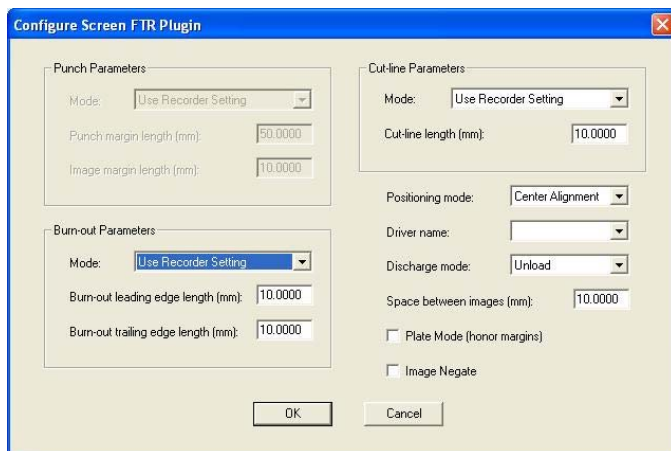 Configure Screen FTR Plugin
Punch Parameters
Mode: Use Recorder Setting
Punch margin length (mm): 50.0000
Image margin length (mm): 10.0000
Burn-out Parameters
Mode: Use Recorder Setting
Burn-out leading edge length (mm): 10.0000
Burn-out trailing edge length (mm): 10.0000
Cut-line Parameters
Mode: Use Recorder Setting
Cut-line length (mm): 10.0000
Positioning mode: Center Alignment
Driver name:
Discharge mode: Unload
Space between images (mm): 10.0000
Plate Mode (honor margins)
Image Negate
OK Cancel